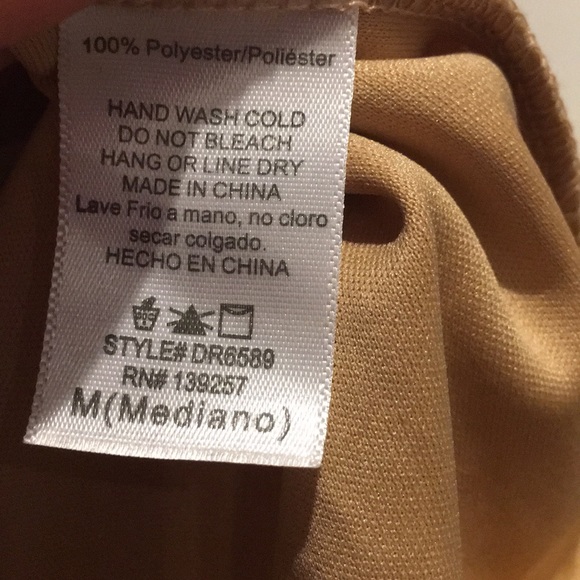 100% Polyester/Poliéster
HAND WASH COLD
DO NOT BLEACH
HANG OR LINE DRY
MADE IN CHINA
Lave Frio a mano, no cloro
secar colgado.
HECHO EN CHINA
STYLE# DR6589
RN# 139257
M(Mediano)